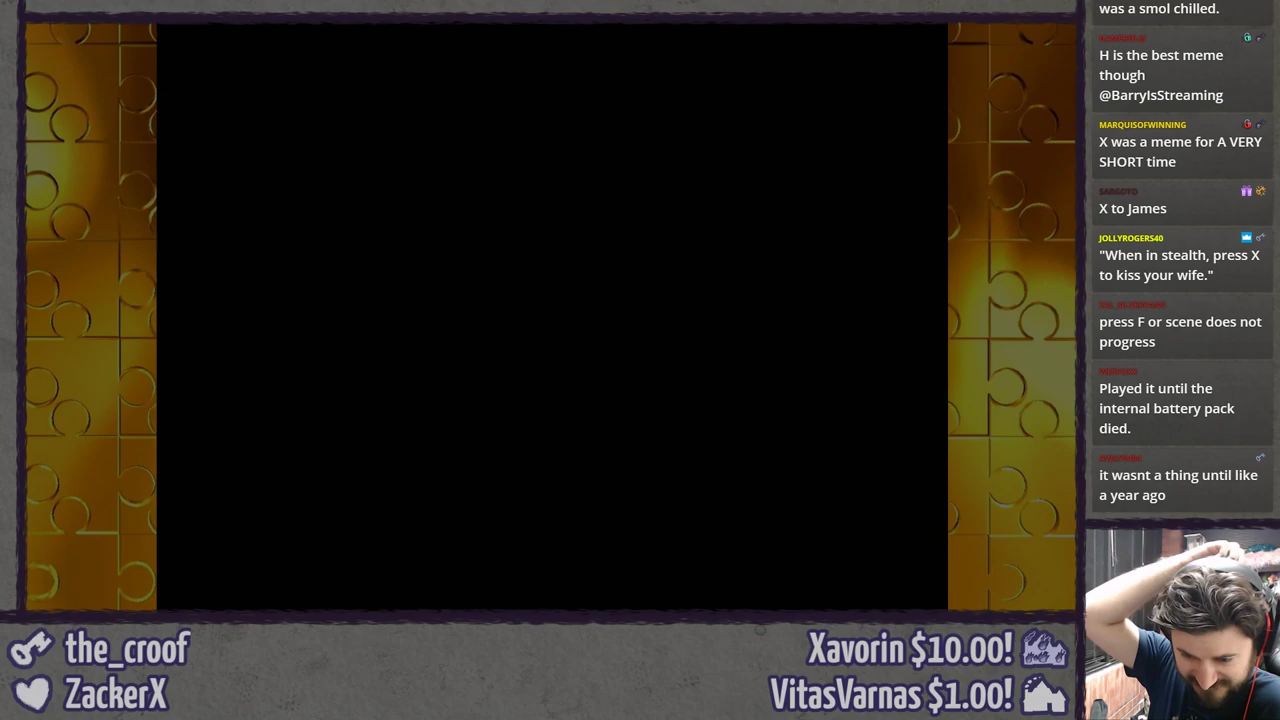 was a smol chilled.
H is the best meme
though
@BarryIsStreaming
MARQUISOFWINNING
X was a meme for A VERY
SHORT time
SARGOTO
X to James
JOLLYROGERS40
"When in stealth, press X
to kiss your wife."
press F or scene does not
progress
Played it until the
internal battery pack
died.
it wasnt a thing until like
a year ago
the_croof
ZackerX
Xavorin $10.00!
VitasVarnas $1.00!